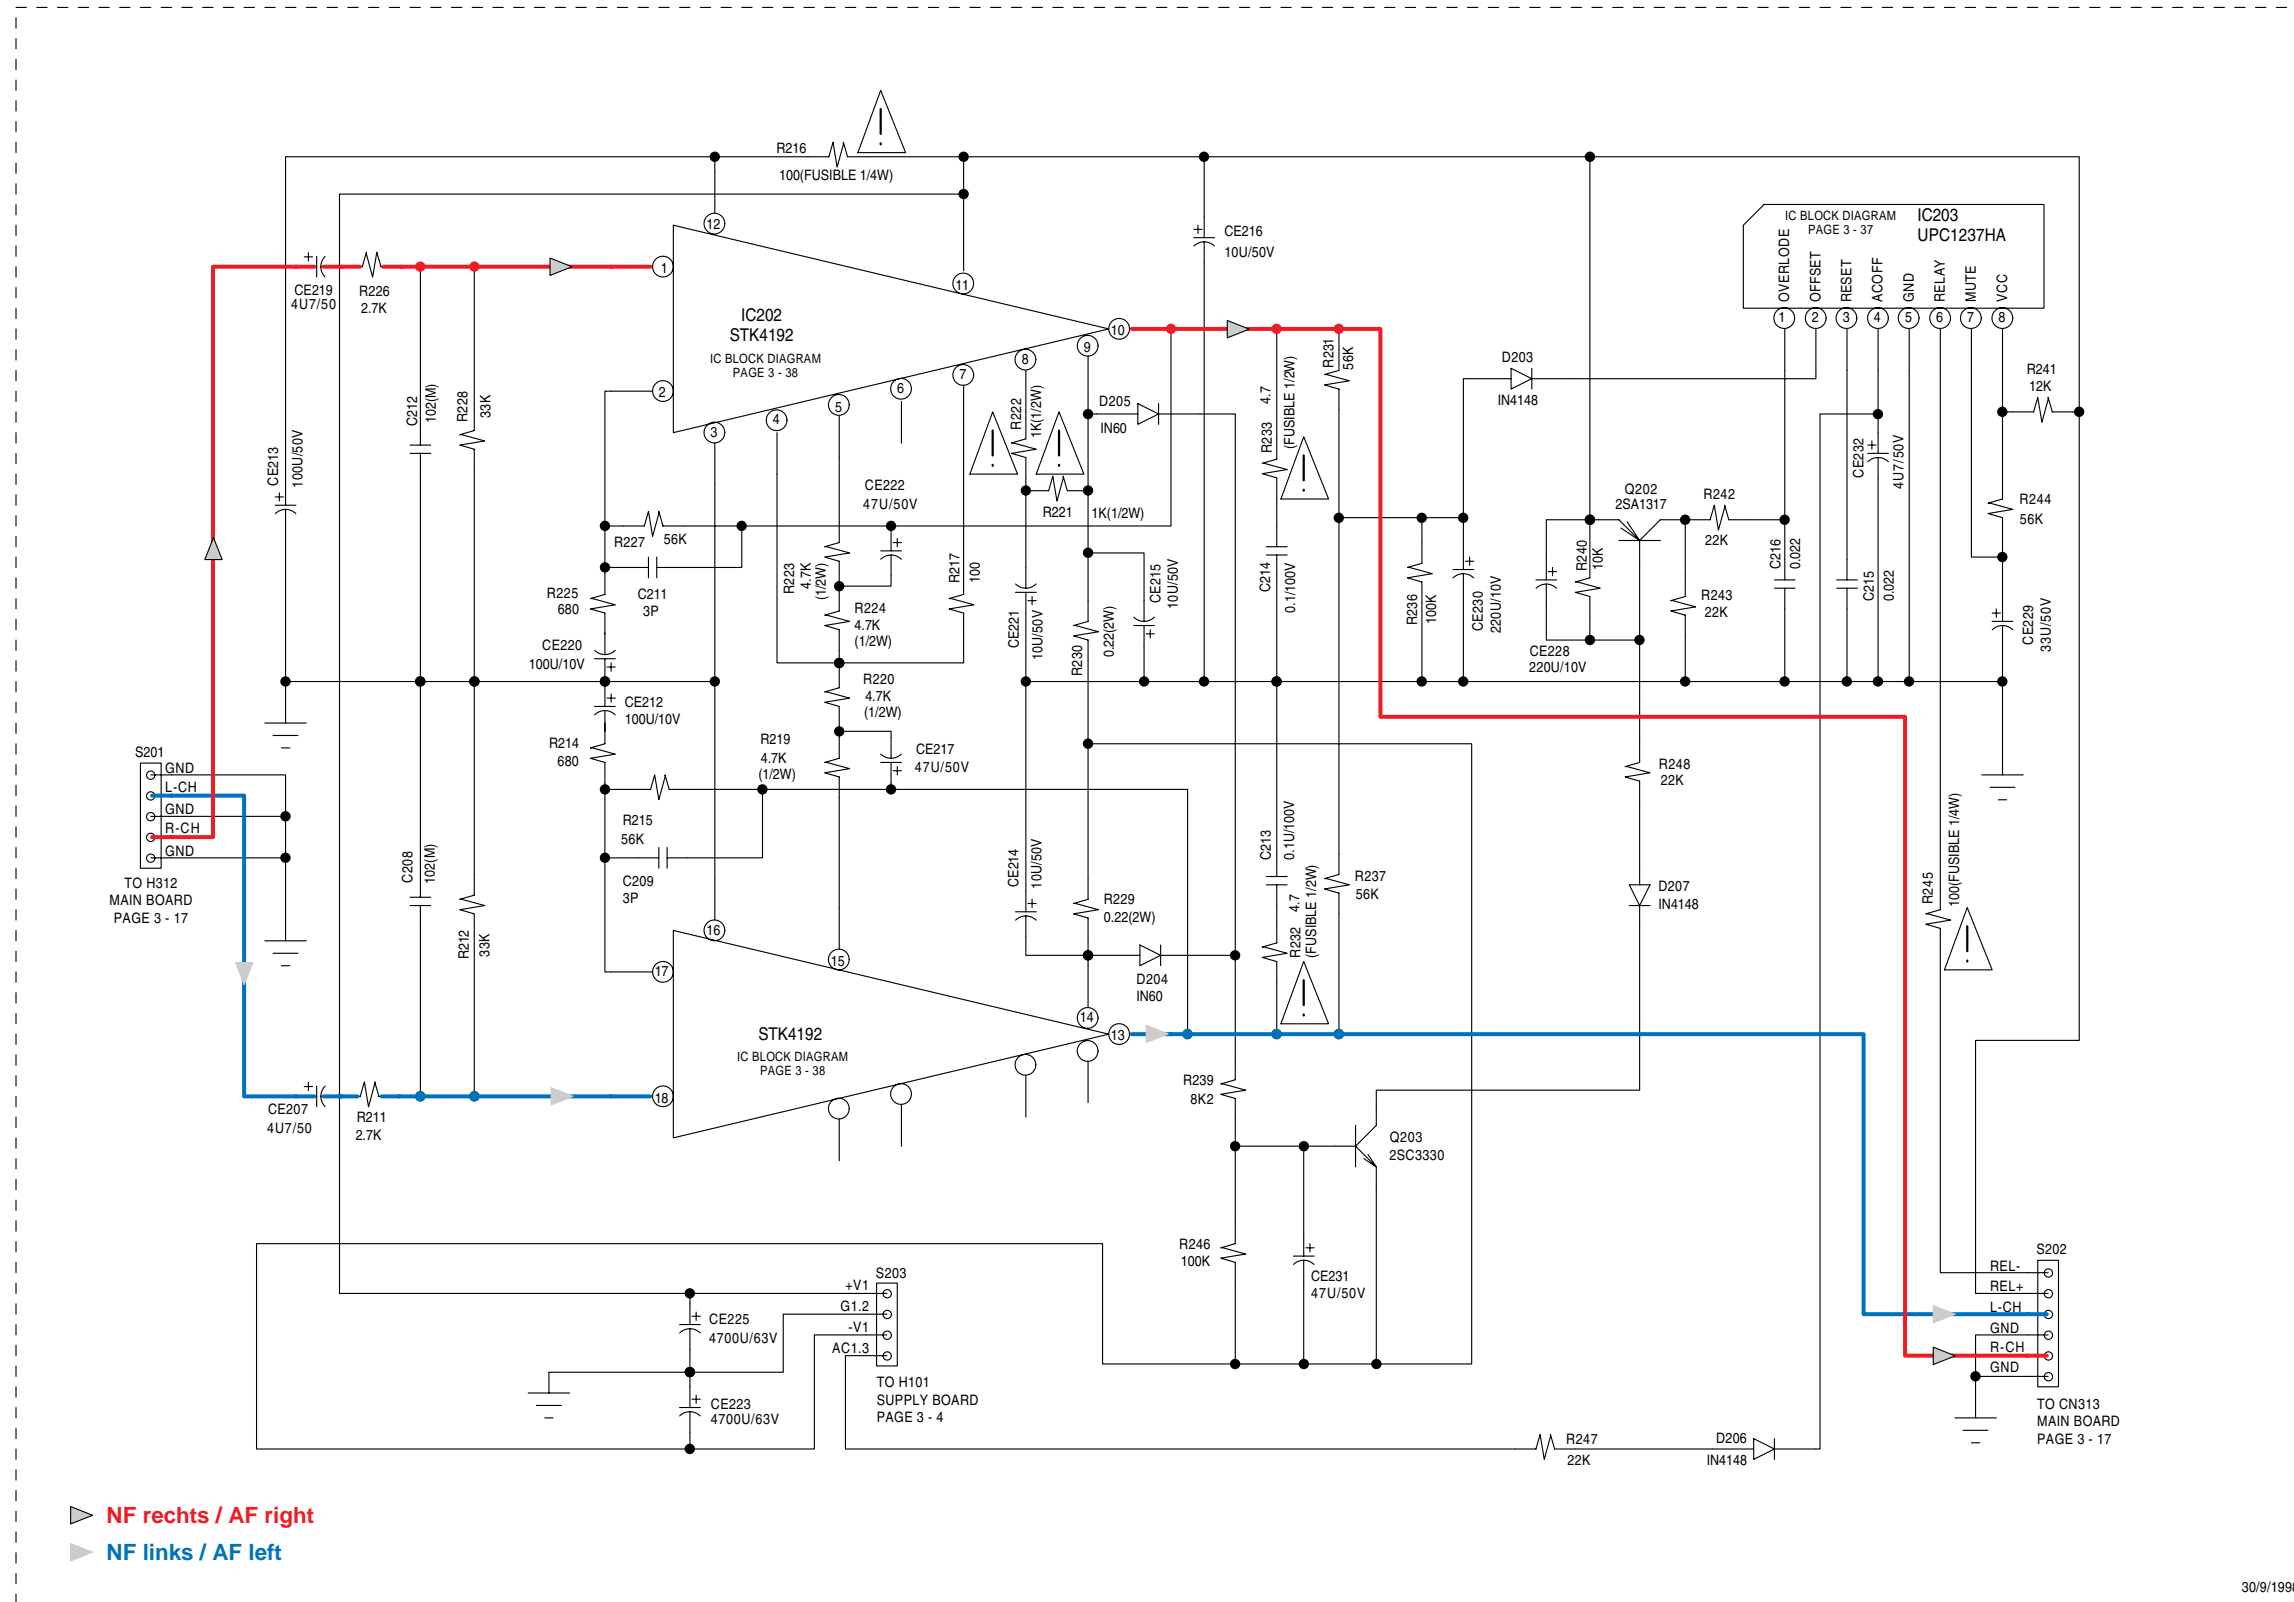 R216
100(FUSIBLE 1/4W)
12
11
CE216
10U/50V
+
IC BLOCK DIAGRAM
PAGE 3 - 37
IC203
UPC1237HA
OVERLODE
OFFSET
RESET
ACOFF
GND
RELAY
MUTE
VCC
1
2
3
4
5
6
7
8
+
CE219
4U7/50
R226
2.7K
1
IC202
STK4192
IC BLOCK DIAGRAM
PAGE 3 - 38
10
2
3
4
5
6
7
8
9
C212
102(M)
R228
33K
CE213
100U/50V
+
R222
1K(1/2W)
D205
IN60
R233
4.7
(FUSIBLE 1/2W)
R231
56K
D203
IN4148
R241
12K
CE232
4U7/50V
+
CE222
47U/50V
+
R221
1K(1/2W)
Q202
2SA1317
R242
22K
R244
56K
R227
56K
C211
3P
R223
4.7K
(1/2W)
R217
100
R225
680
R224
4.7K
(1/2W)
CE221
10U/50V
+
CE215
10U/50V
+
R230
0.22(2W)
C214
0.1/100V
R236
100K
CE230
220U/10V
+
R240
10K
+
CE228
220U/10V
R243
22K
C216
0.022
C215
0.022
CE229
33U/50V
+
CE220
100U/10V
+
CE212
100U/10V
+
R220
4.7K
(1/2W)
R214
680
R219
4.7K
(1/2W)
CE217
47U/50V
+
R215
56K
C209
3P
R248
22K
S201
GND
L-CH
GND
R-CH
GND
TO H312
MAIN BOARD
PAGE 3 - 17
C208
102(M)
R212
33K
CE214
10U/50V
+
R229
0.22(2W)
C213
0.1U/100V
R232
4.7
(FUSIBLE 1/2W)
R237
56K
D207
IN4148
R245
100(FUSIBLE 1/4W)
16
17
15
D204
IN60
14
13
18
STK4192
IC BLOCK DIAGRAM
PAGE 3 - 38
+
CE207
4U7/50
R211
2.7K
R239
8K2
Q203
2SC3330
R246
100K
+
CE231
47U/50V
S203
+V1
G1.2
-V1
AC1.3
TO H101
SUPPLY BOARD
PAGE 3 - 4
+
CE225
4700U/63V
+
CE223
4700U/63V
S202
REL-
REL+
L-CH
GND
R-CH
GND
TO CN313
MAIN BOARD
PAGE 3 - 17
R247
22K
D206
IN4148
NF rechts / AF right
NF links / AF left